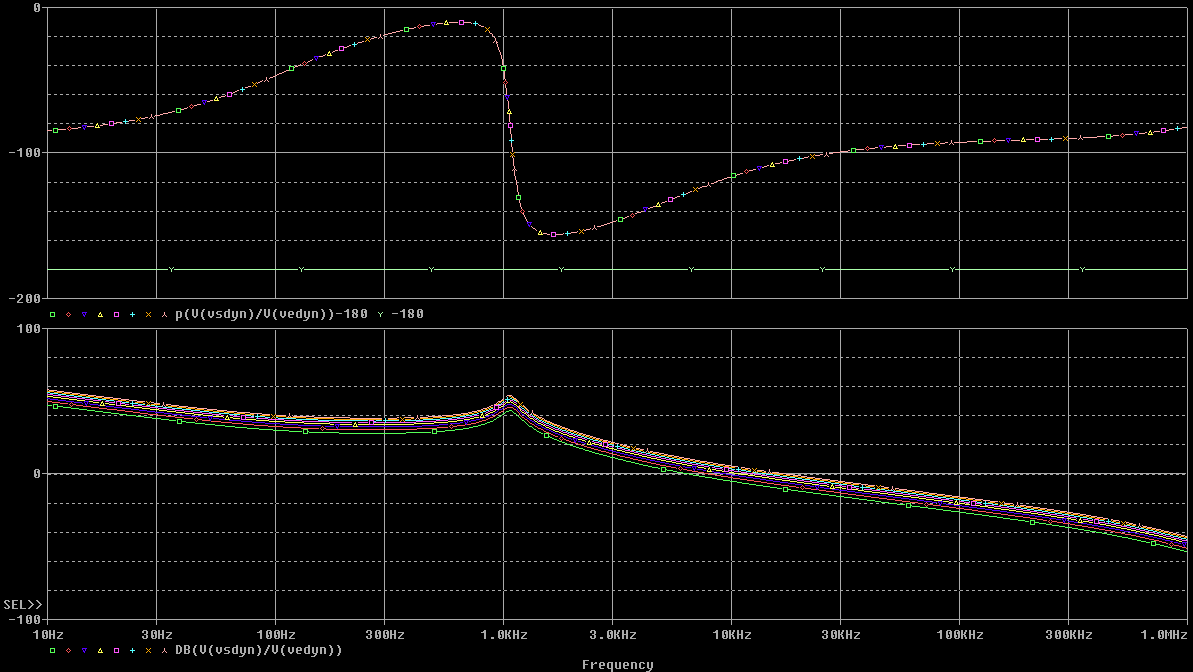 0
-100
-200
p(V(vsdyn)/V(vedyn))-180 -180
100
0
SEL>>
-100
10Hz 30Hz 100Hz 300Hz 1.0KHz 3.0KHz 10KHz 30KHz 100KHz 300KHz 1.0MHz
DB(V(vsdyn)/V(vedyn))
Frequency